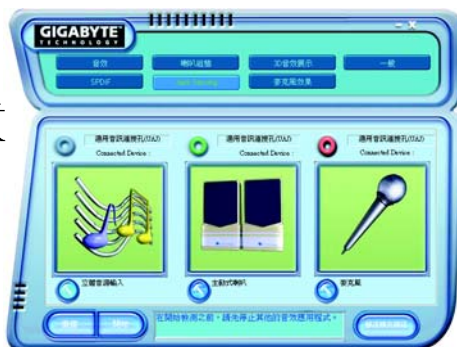 GIGABYTE
TECHNOLOGY
音效
喇叭組態
3D音效展示
一般
SPDIF
麥克風效果
適用音訊連接孔(UAJ)
適用音訊連接孔(UAJ)
適用音訊連接孔(UAJ)
Connected Device :
Connected Device :
Connected Device :
立體音源輸入
主動式喇叭
麥克風
在開始檢測之前，請先停止其他的音效應用程式。